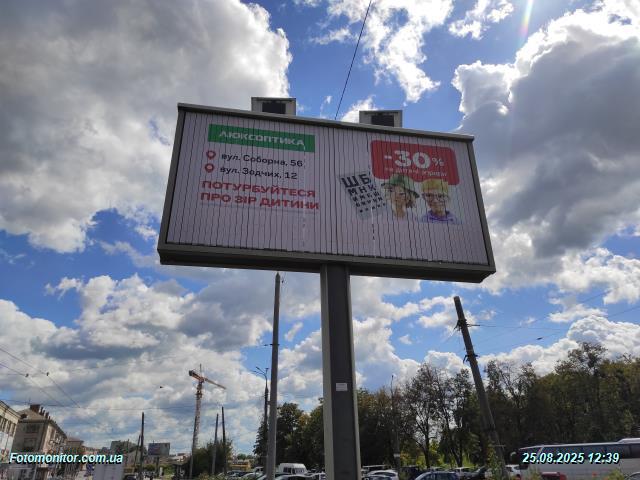 ЛЮКСОПТИКА
вул. Соборна, 56
вул. Зодчих, 12
ПОТУРБУЙТЕСЯ
ПРО ЗІР ДИТИНИ
-30%
ШБ
Fotomonitor.com.ua
25.08.2025 12:39